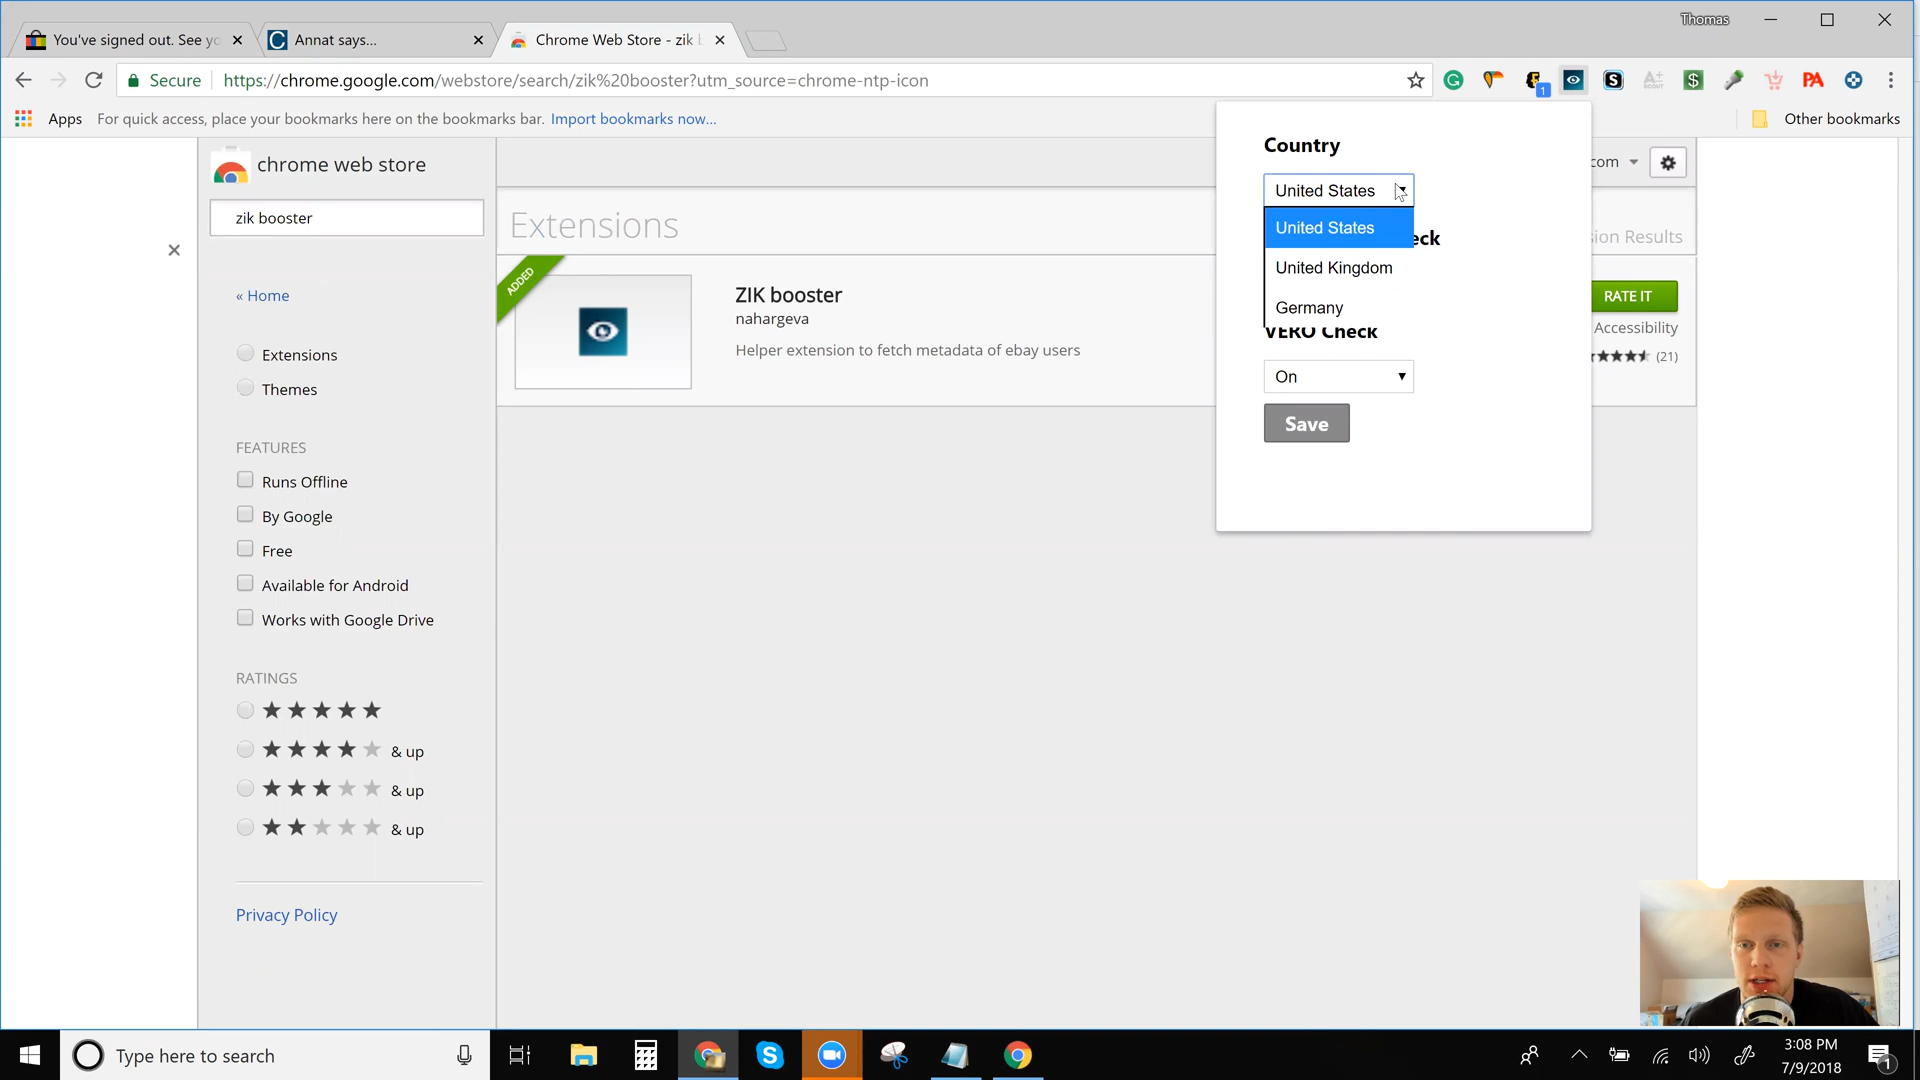 Thomas
You've signed out. See yo
Annat says...
Chrome Web Store - zik b
Secure
https://chrome.google.com/webstore/search/zik%20booster?utm_source=chrome-ntp-icon
1
Apps
For quick access, place your bookmarks here on the bookmarks bar. Import bookmarks now...
Other bookmarks
chrome web store
com
zik booster
Extensions
ion Results
« Home
Extensions
Themes
FEATURES
Runs Offline
By Google
Free
Available for Android
Works with Google Drive
RATINGS
& up
& up
& up
Privacy Policy
ADDED
ZIK booster
nahargeva
Helper extension to fetch metadata of ebay users
RATE IT
Accessibility
(21)
Country
United States
United States
eck
United Kingdom
Germany
VERO Check
On
Save
Type here to search
3:08 PM
7/9/2018
1